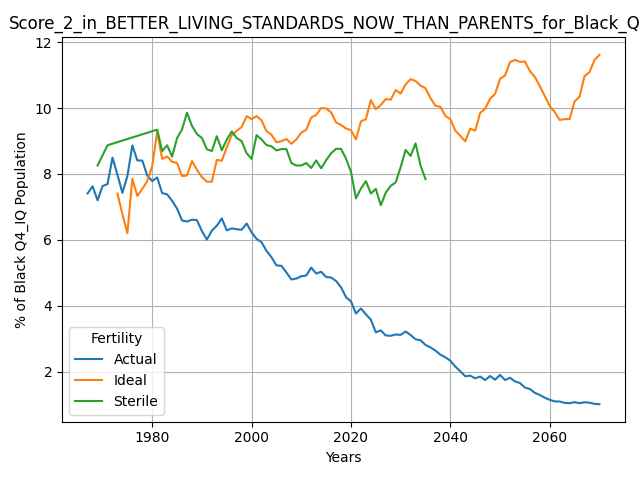 Score_2_in_BETTER_LIVING_STANDARDS_NOW_THAN_PARENTS_for_Black_Q
% of Black Q4_IQ Population
12
10
8
6
4
2
Fertility
Actual
Ideal
Sterile
1980 2000 2020 2040 2060
Years